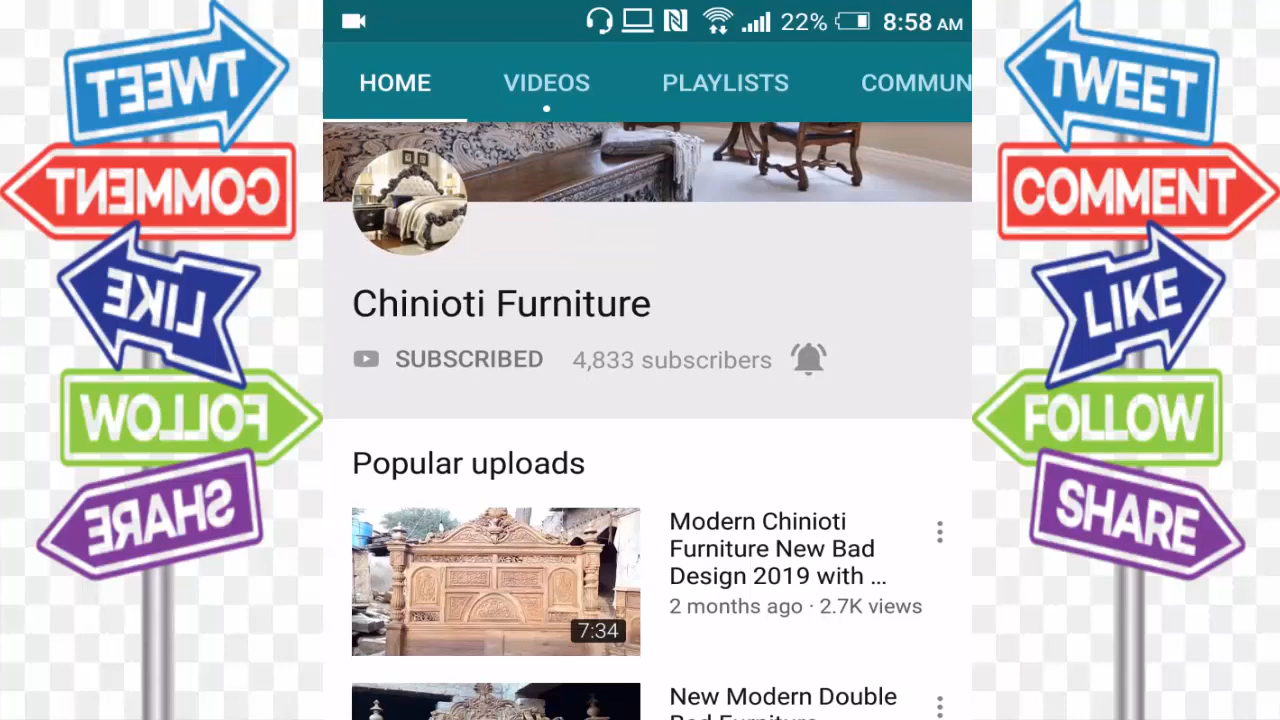 22% 8:58 AM
HOME VIDEOS PLAYLISTS COMMUN
TWEET
COMMENT
LIKE
FOLLOW
SHARE
Chinioti Furniture
SUBSCRIBED 4,833 subscribers
Popular uploads
Modern Chinioti
Furniture New Bad
Design 2019 with ...
2 months ago · 2.7K views
7:34
New Modern Double
Bed Furniture
TWEET
COMMENT
LIKE
FOLLOW
SHARE